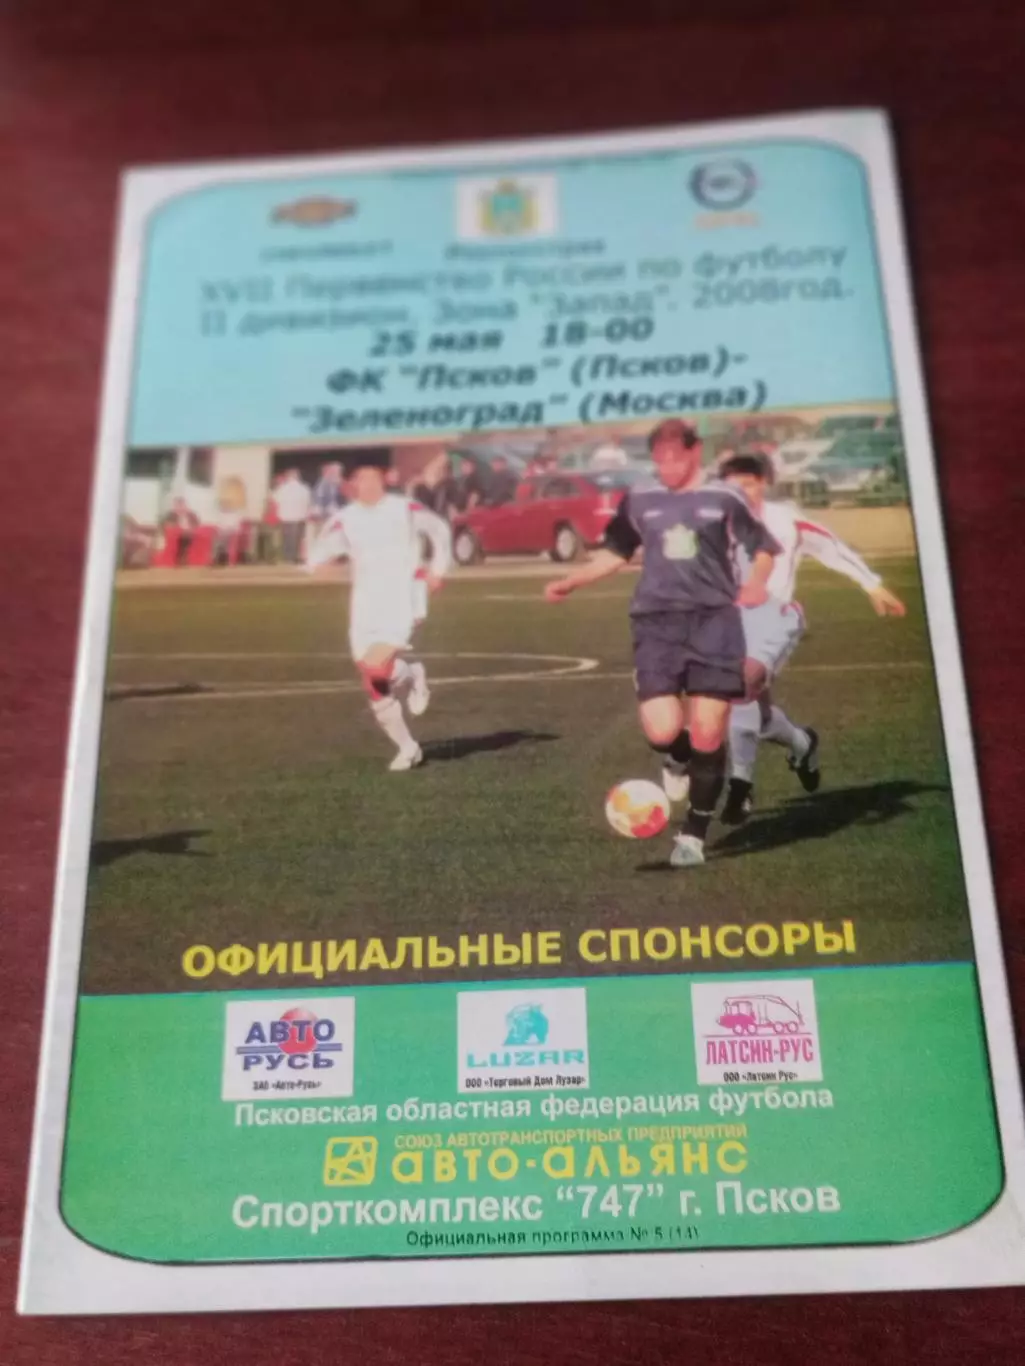 XVII Первенство России по футболу
II дивизион. Зона "Запад". 2008год.
25 мая 18-00
ФК "Псков" (Псков)-
"Зеленоград" (Москва)
ОФИЦИАЛЬНЫЕ СПОНСОРЫ
АВТО
РУСЬ
ЗАО «Авто-Русь»
LUZAR
ООО «Торговый Дом Лузар»
ЛАТСИН-РУС
ООО «Латсин Рус»
Псковская областная федерация футбола
СОЮЗ АВТОТРАНСПОРТНЫХ ПРЕДПРИЯТИЙ
авто-альянс
Спорткомплекс "747" г. Псков
Официальная программа № 5 (14)